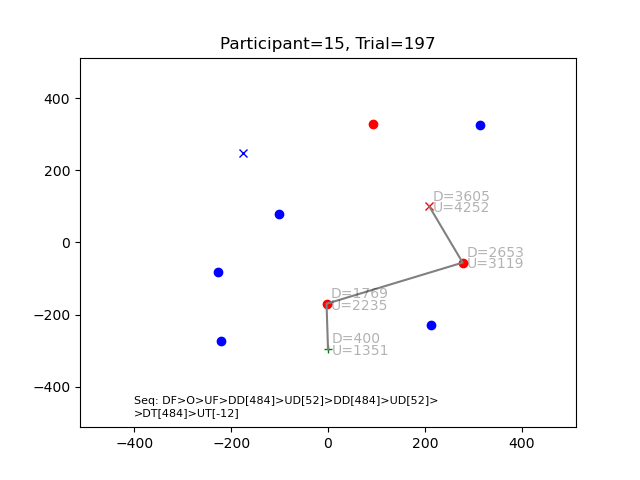 Participant=15, Trial=197
400
200
0
−200
−400
D=3605
U=4252
D=2653
U=3119
D=1769
U=2235
D=400
U=1351
Seq: DF>O>UF>DD[484]>UD[52]>DD[484]>UD[52]>
>DT[484]>UT[-12]
−400 −200 0 200 400